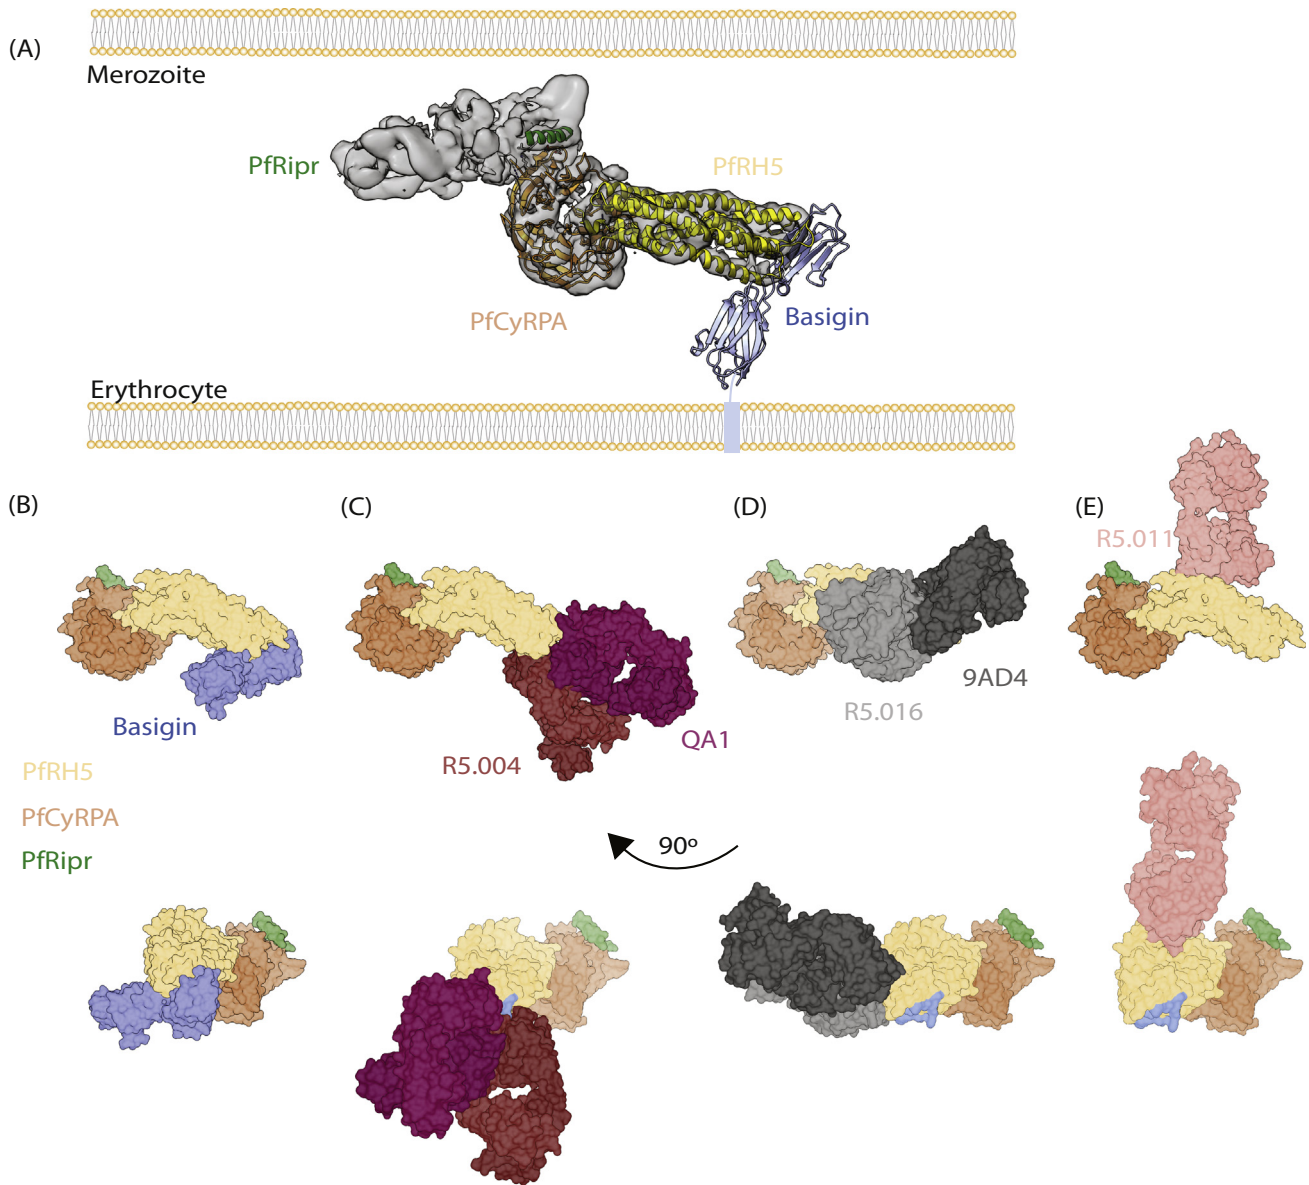 (A)
Merozoite
PfRipr
PfRH5
PfCyRPA
Basigin
Erythrocyte
(B)
(C)
(D)
(E)
R5.011
Basigin
R5.004
QA1
R5.016
9AD4
PfRH5
PfCyRPA
PfRipr
90º